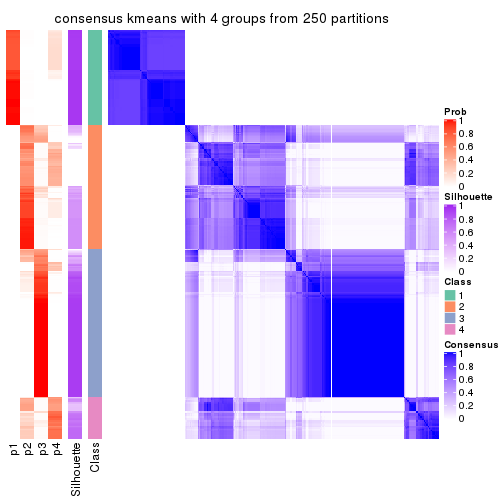 consensus kmeans with 4 groups from 250 partitions
Prob
1
0.8
0.6
0.4
0.2
0
Silhouette
1
0.8
0.6
0.4
0.2
0
Class
1
2
3
4
Consensus
1
0.8
0.6
0.4
0.2
0
p1
p2
p3
p4
Silhouette
Class